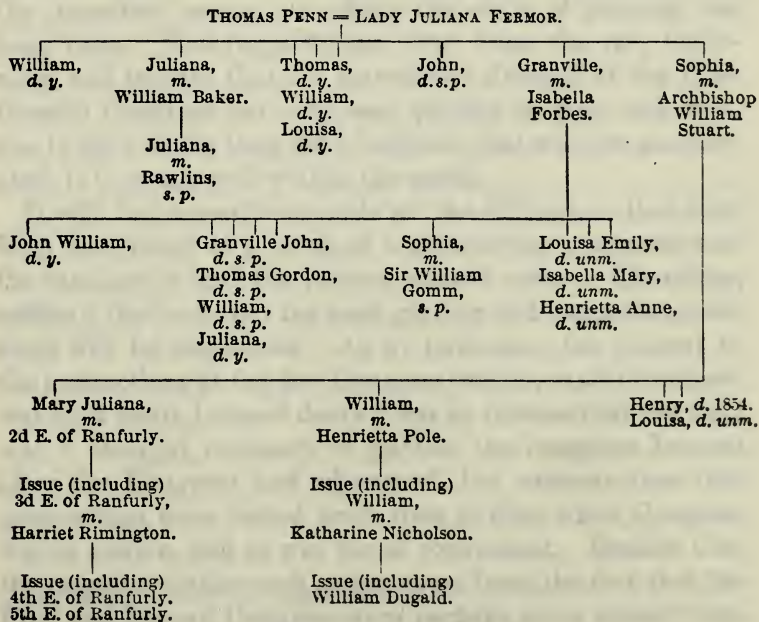 THOMAS PENN = LADY JULIANA FERMOR.
William,
d. y.
Juliana,
m.
William Baker.
Juliana,
m.
Rawlins,
s. p.
Thomas,
d. y.
William,
d. y.
Louisa,
d. y.
John,
d. s. p.
Granville,
m.
Isabella
Forbes.
Sophia,
m.
Archbishop
William
Stuart.
John William,
d. y.
Granville John,
d. s. p.
Thomas Gordon,
d. s. p.
William,
d. s. p.
Juliana,
d. y.
Sophia,
m.
Sir William
Gomm,
s. p.
Louisa Emily,
d. unm.
Isabella Mary,
d. unm.
Henrietta Anne,
d. unm.
Mary Juliana,
m.
2d E. of Ranfurly.
Issue (including)
3d E. of Ranfurly,
m.
Harriet Rimington.
Issue (including)
4th E. of Ranfurly.
5th E. of Ranfurly.
William,
m.
Henrietta Pole.
Issue (including)
William,
m.
Katharine Nicholson.
Issue (including)
William Dugald.
Henry, d. 1854.
Louisa, d. unm.